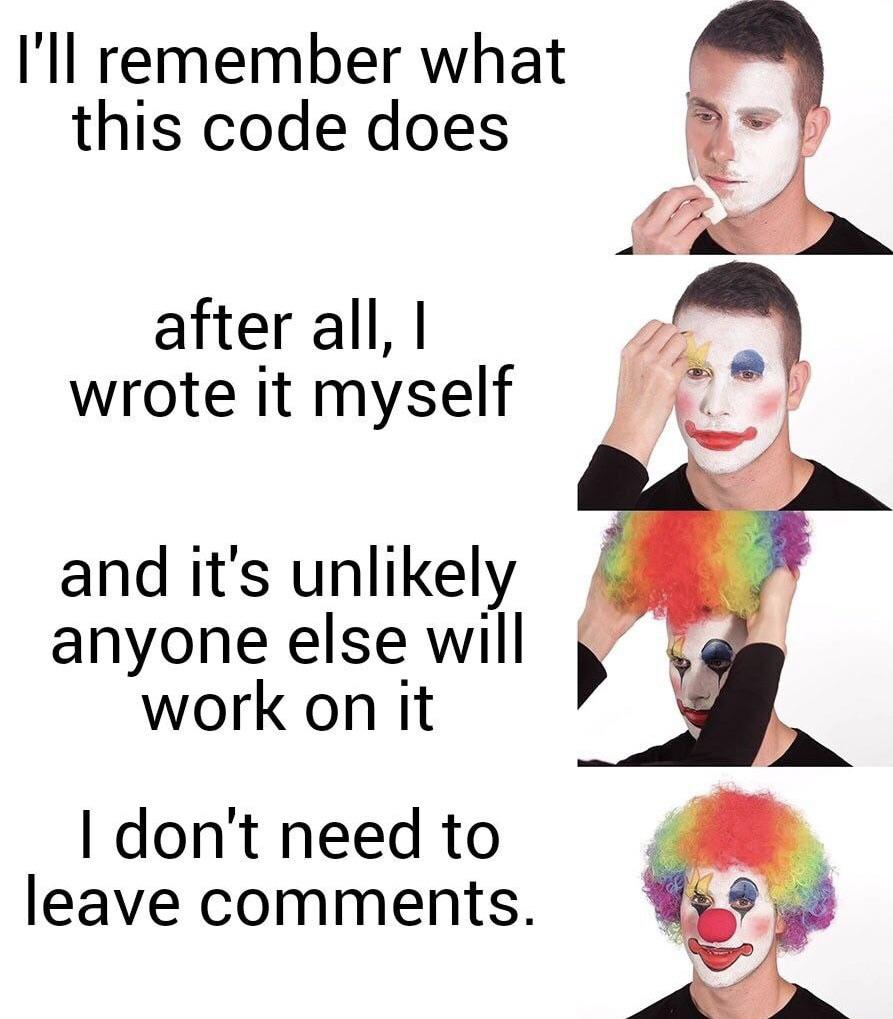 I'll remember what
this code does
after all, I
wrote it myself
and it's unlikely
anyone else will
work on it
I don't need to
leave comments.